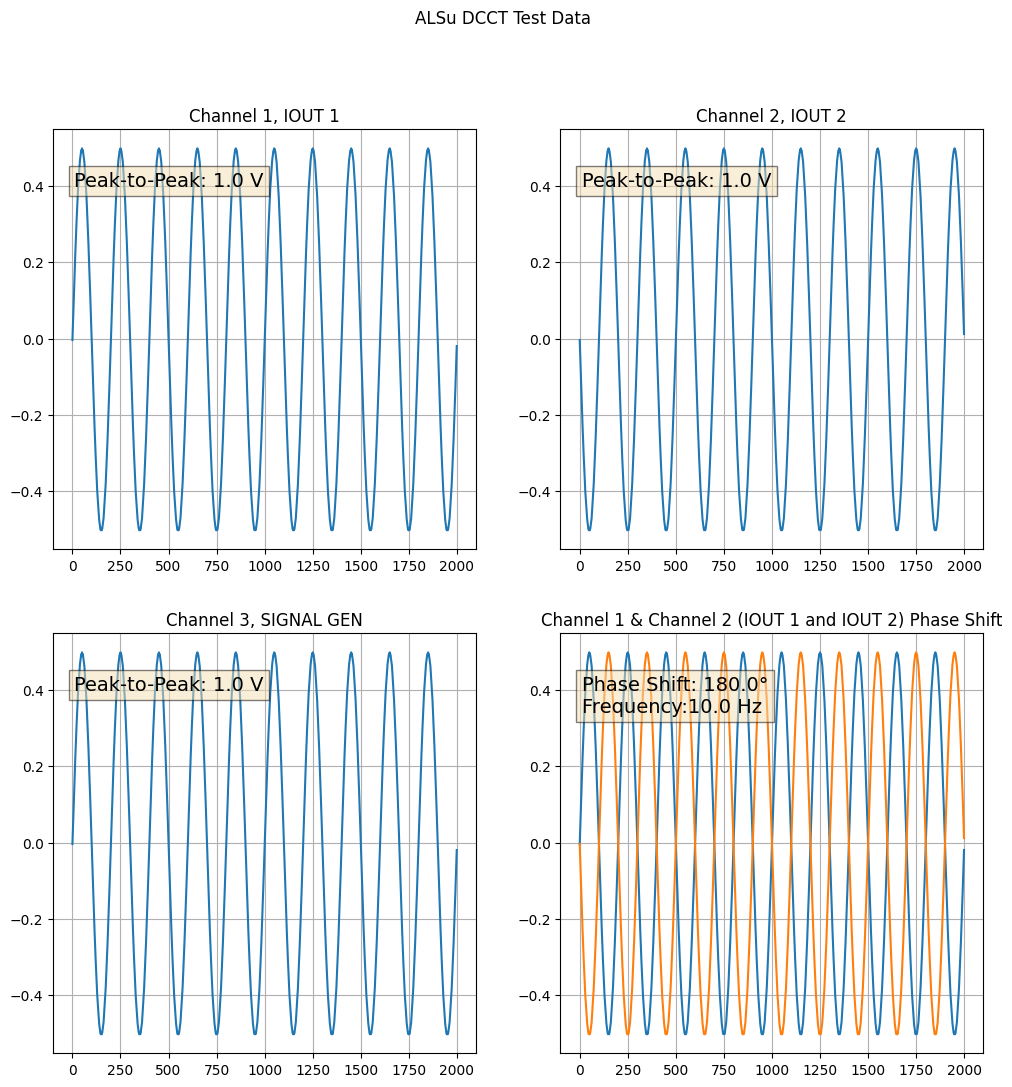 ALSu DCCT Test Data
Channel 1, IOUT 1
Peak-to-Peak: 1.0 V
0.4
0.2
0.0
−0.2
−0.4
0 250 500 750 1000 1250 1500 1750 2000
Channel 2, IOUT 2
Peak-to-Peak: 1.0 V
0.4
0.2
0.0
−0.2
−0.4
0 250 500 750 1000 1250 1500 1750 2000
Channel 3, SIGNAL GEN
Peak-to-Peak: 1.0 V
0.4
0.2
0.0
−0.2
−0.4
0 250 500 750 1000 1250 1500 1750 2000
Channel 1 & Channel 2 (IOUT 1 and IOUT 2) Phase Shift
Phase Shift: 180.0°
Frequency:10.0 Hz
0.4
0.2
0.0
−0.2
−0.4
0 250 500 750 1000 1250 1500 1750 2000